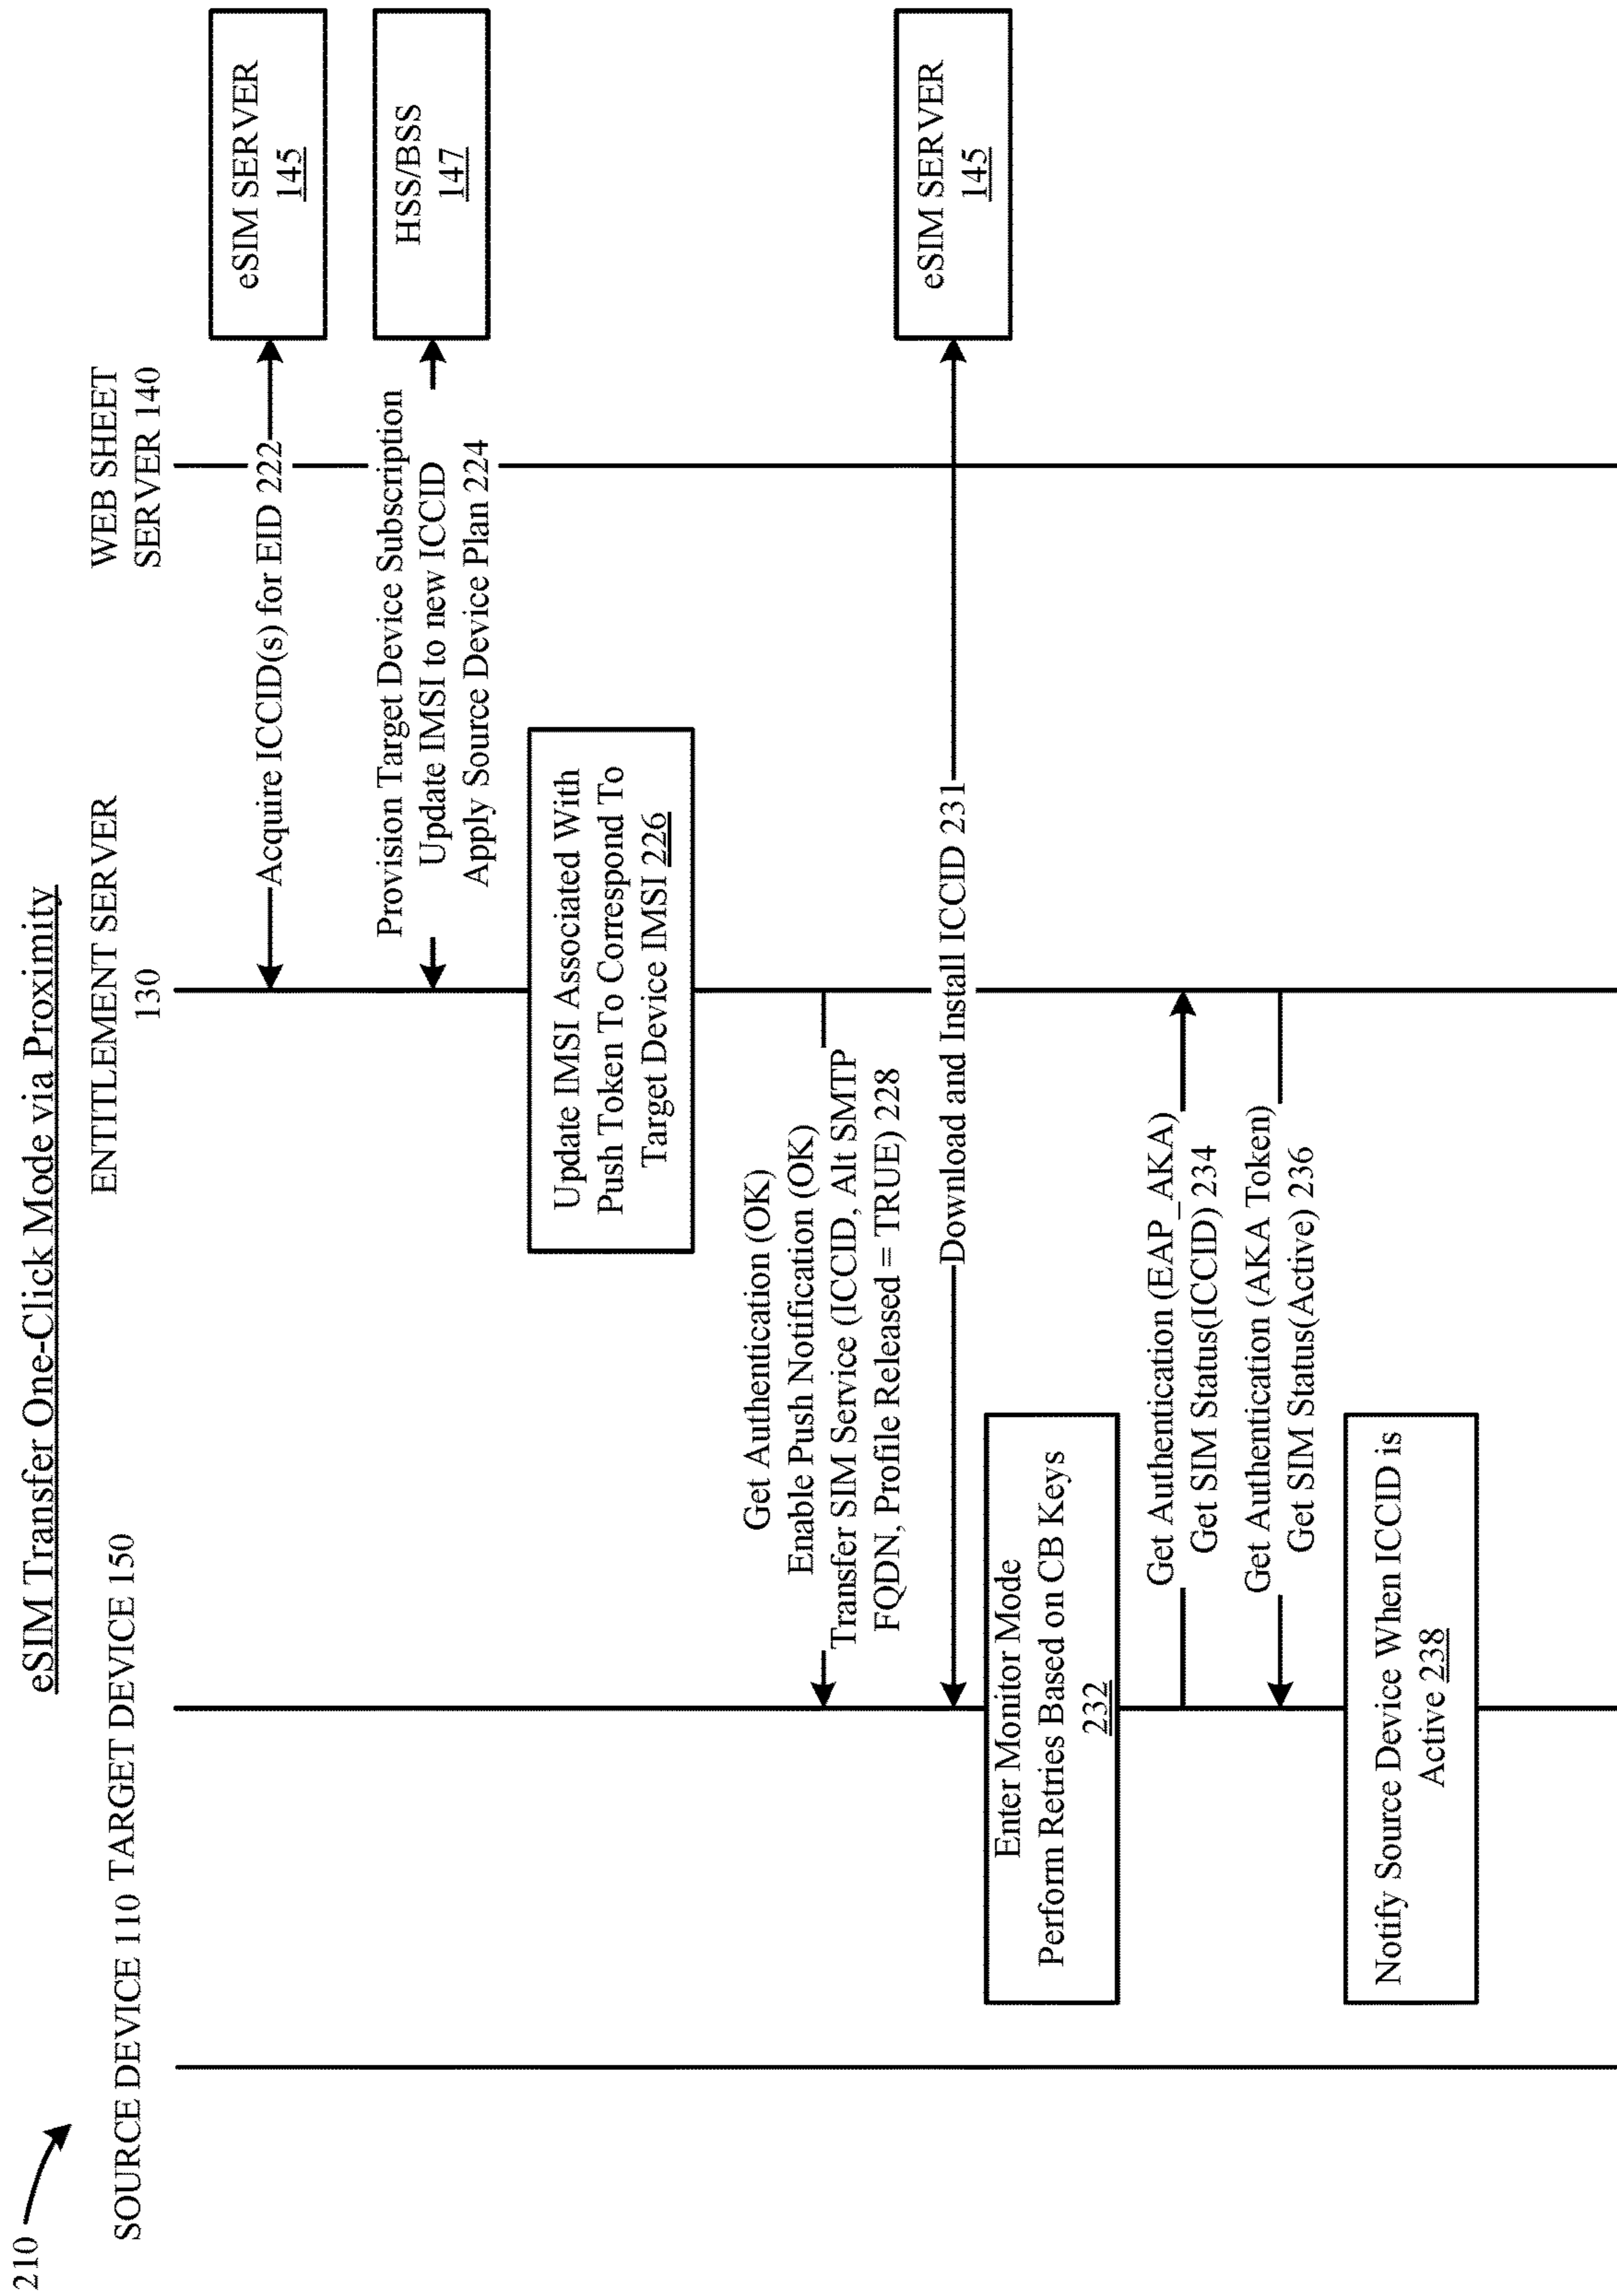 210
eSIM Transfer One-Click Mode via Proximity
SOURCE DEVICE 110
TARGET DEVICE 150
ENTITLEMENT SERVER
130
WEB SHEET
SERVER 140
Acquire ICCID(s) for EID 222
eSIM SERVER
145
Provision Target Device Subscription
Update IMSI to new ICCID
Apply Source Device Plan 224
HSS/BSS
147
Update IMSI Associated With
Push Token To Correspond To
Target Device IMSI 226
Get Authentication (OK)
Enable Push Notification (OK)
Transfer SIM Service (ICCID, Alt SMTP
FQDN, Profile Released = TRUE) 228
Download and Install ICCID 231
eSIM SERVER
145
Enter Monitor Mode
Perform Retries Based on CB Keys
232
Get Authentication (EAP_AKA)
Get SIM Status(ICCID) 234
Get Authentication (AKA Token)
Get SIM Status(Active) 236
Notify Source Device When ICCID is
Active 238